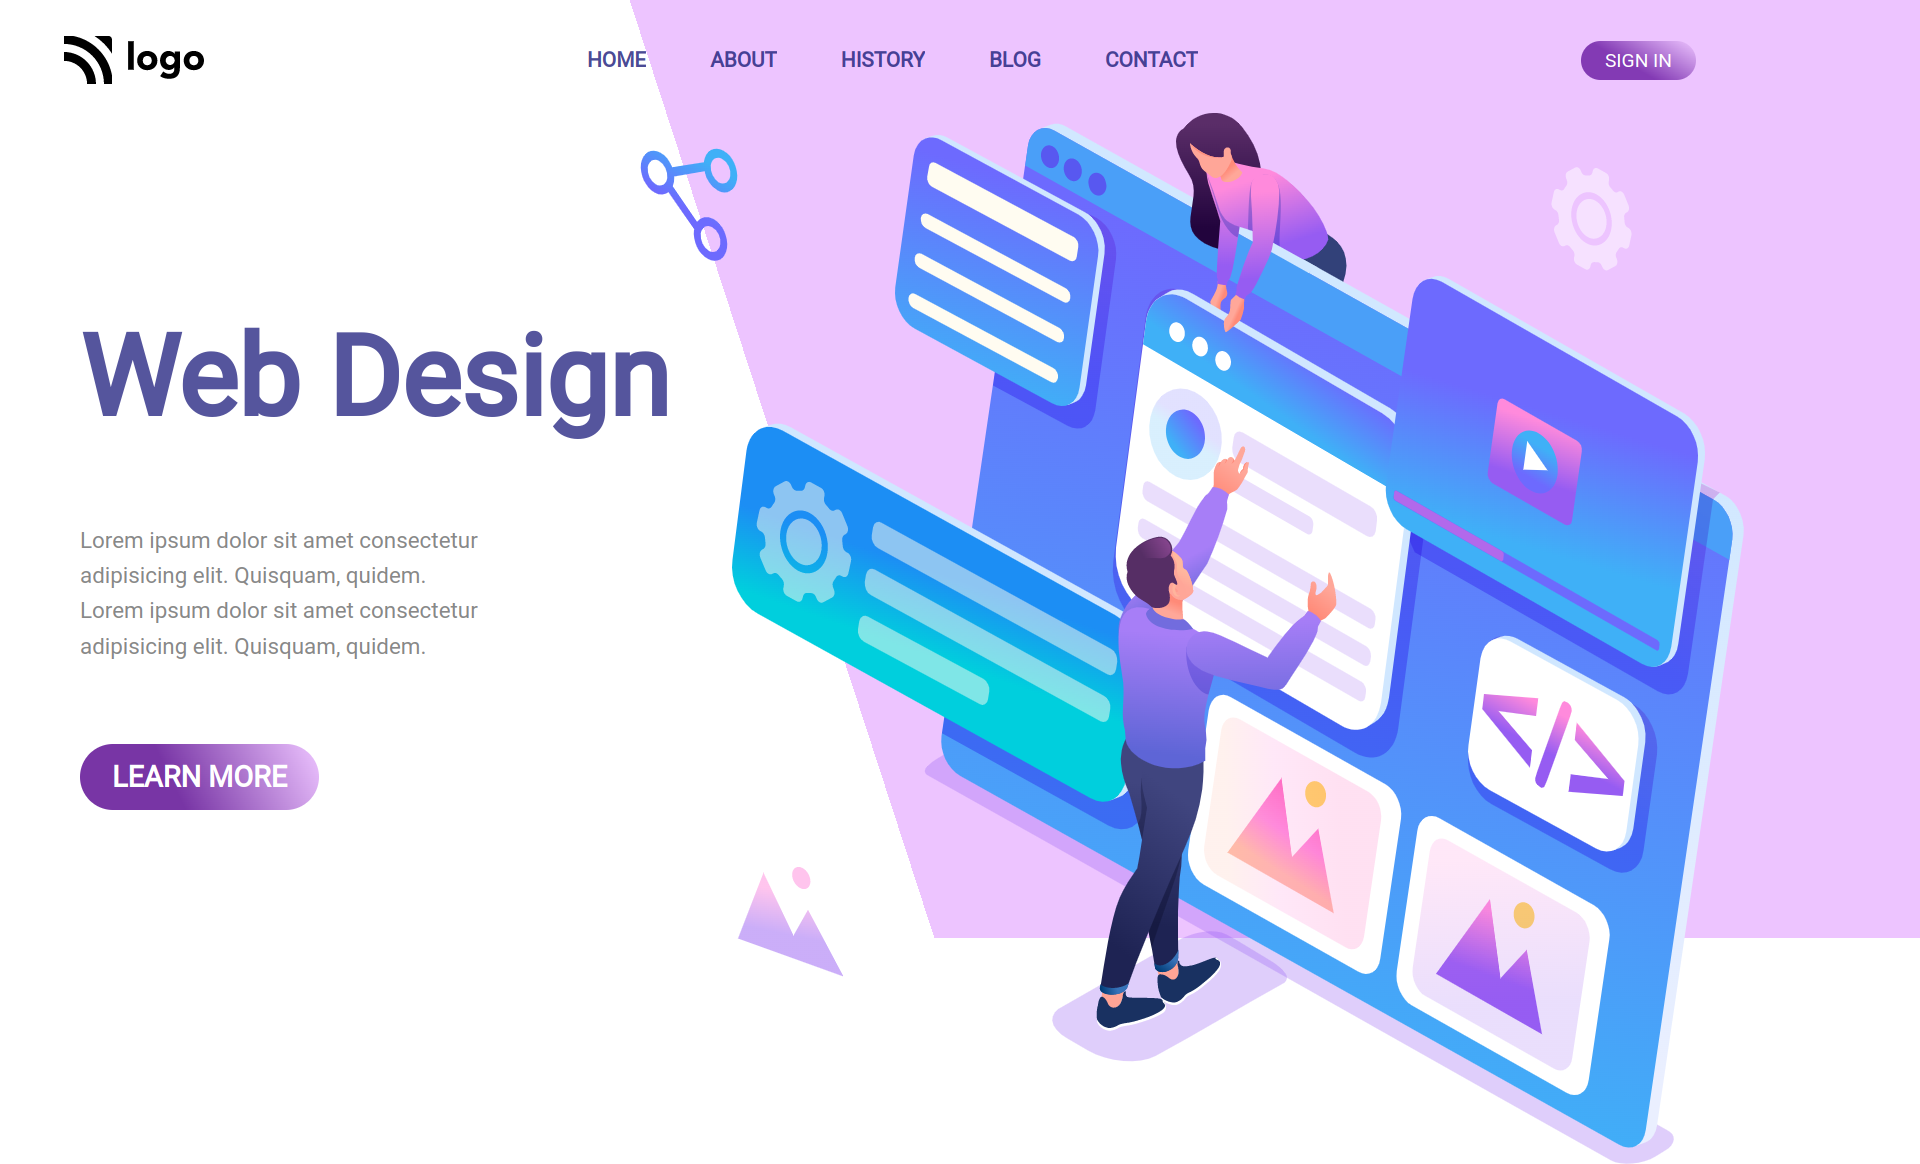 logo
HOME ABOUT HISTORY BLOG CONTACT
SIGN IN
Web Design
Lorem ipsum dolor sit amet consectetur
adipisicing elit. Quisquam, quidem.
Lorem ipsum dolor sit amet consectetur
adipisicing elit. Quisquam, quidem.
LEARN MORE